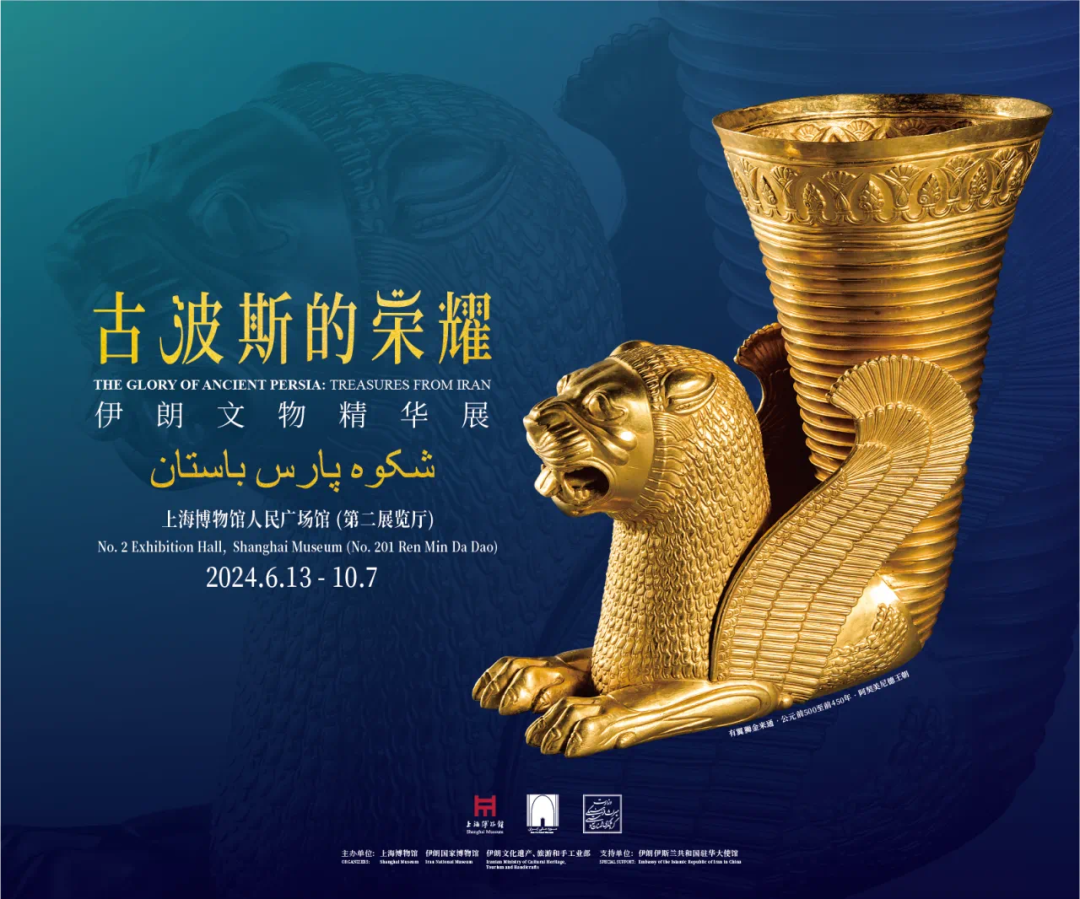 古波斯的荣耀
THE GLORY OF ANCIENT PERSIA: TREASURES FROM IRAN
伊朗文物精华展
شکوه پارس باستان
上海博物馆人民广场馆 (第二展览厅)
No. 2 Exhibition Hall, Shanghai Museum (No. 201 Ren Min Da Dao)
2024.6.13 - 10.7
有翼狮金来通 · 公元前500至前450年 · 阿契美尼德王朝
上海博物馆
Shanghai Museum
主办单位: 上海博物馆 伊朗国家博物馆 伊朗文化遗产、旅游和手工业部 支持单位: 伊朗伊斯兰共和国驻华大使馆
ORGANIZERS: Shanghai Museum Iran National Museum Iranian Ministry of Cultural Heritage, SPECIAL SUPPORT: Embassy of the Islamic Republic of Iran in China
Tourism and Handicrafts